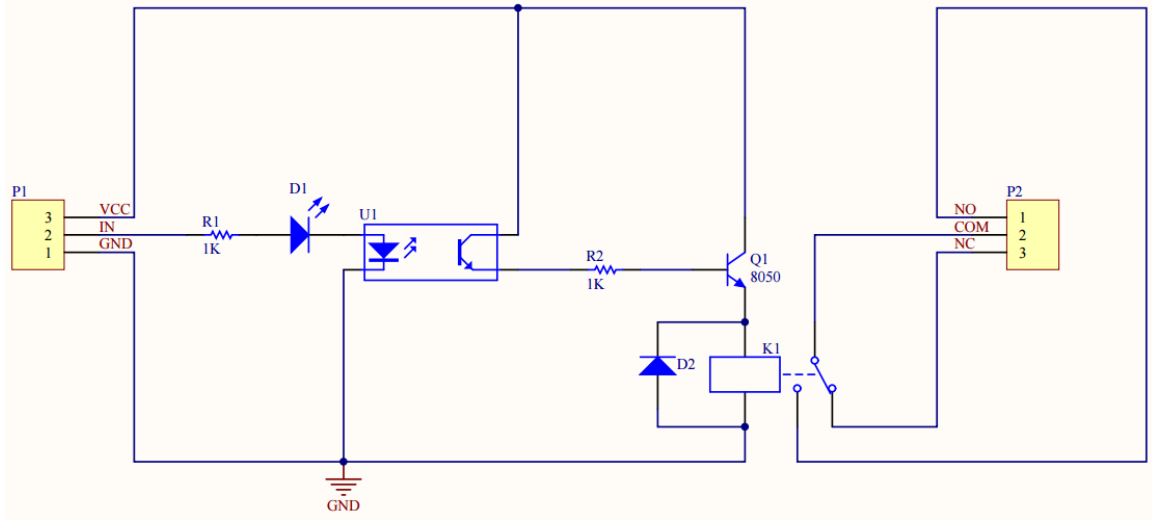 P1
3 VCC
2 IN
1 GND
R1
1K
D1
U1
R2
1K
Q1
8050
D2
K1
GND
P2
NO 1
COM 2
NC 3